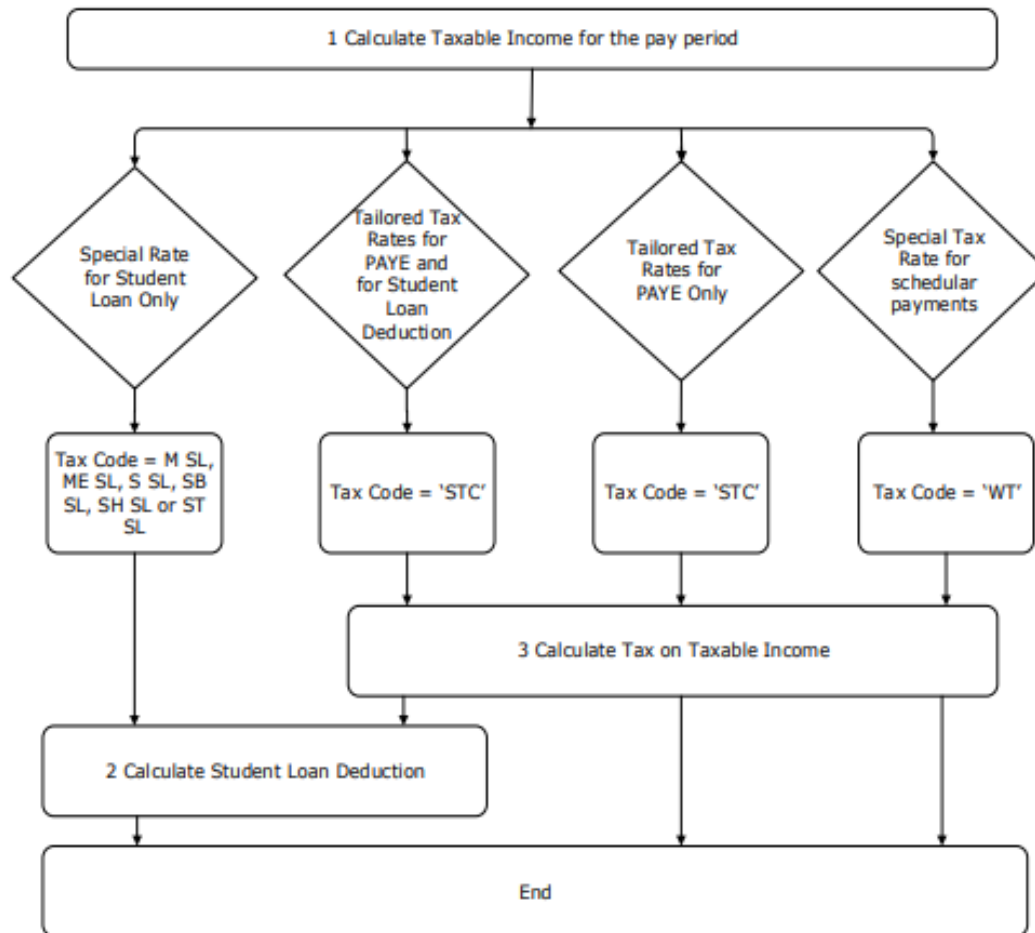 1 Calculate Taxable Income for the pay period
Special Rate
for Student
Loan Only
Tailored Tax
Rates for
PAYE and
for Student
Loan
Deduction
Tailored Tax
Rates for
PAYE Only
Special Tax
Rate for
schedular
payments
Tax Code = M SL,
ME SL, S SL, SB
SL, SH SL or ST
SL
Tax Code = ‘STC’
Tax Code = ‘STC’
Tax Code = ‘WT’
3 Calculate Tax on Taxable Income
2 Calculate Student Loan Deduction
End